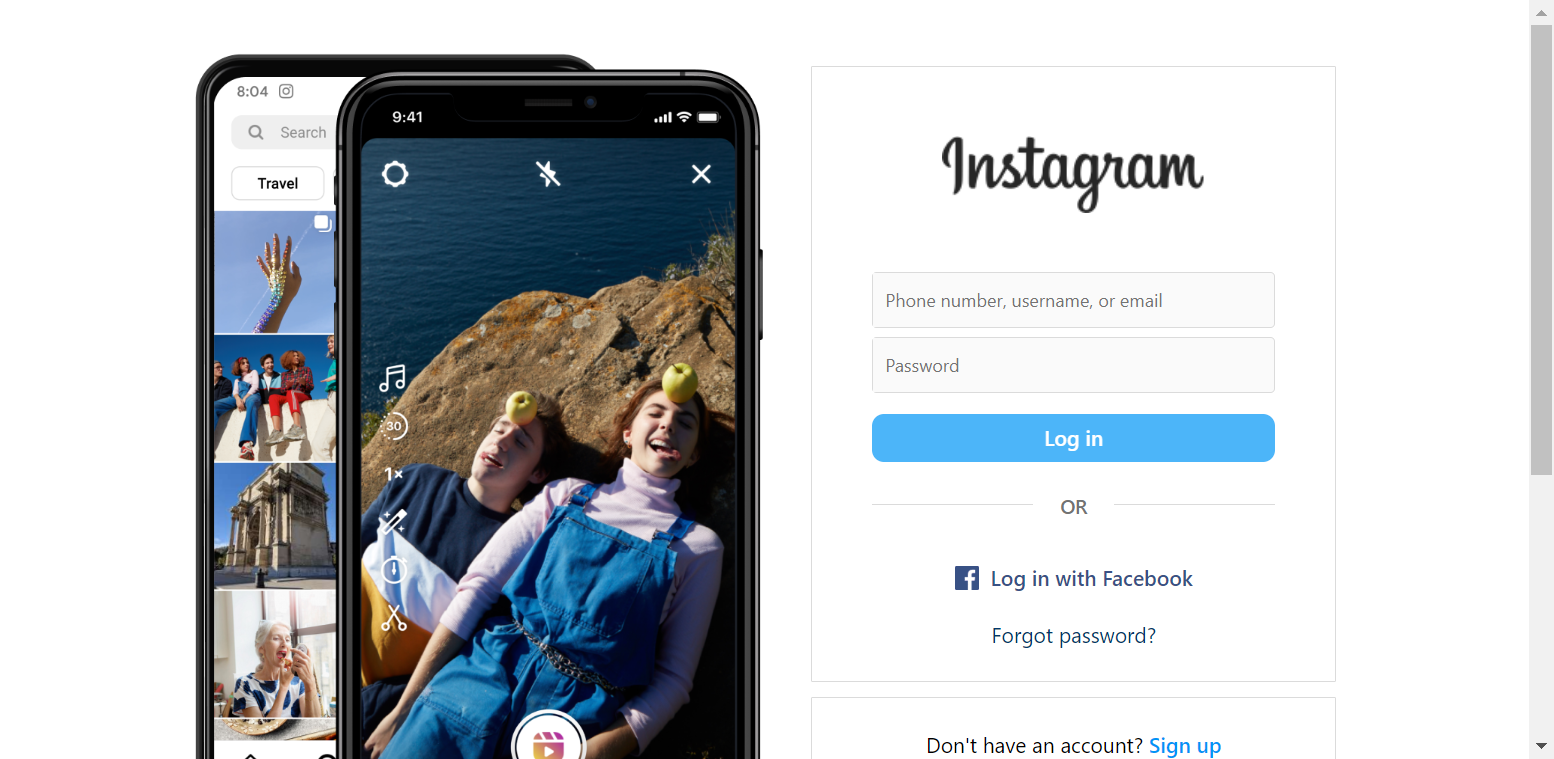 8:04
Search
Travel
9:41
30
1×
Instagram
Phone number, username, or email
Password
Log in
OR
Log in with Facebook
Forgot password?
Don't have an account? Sign up